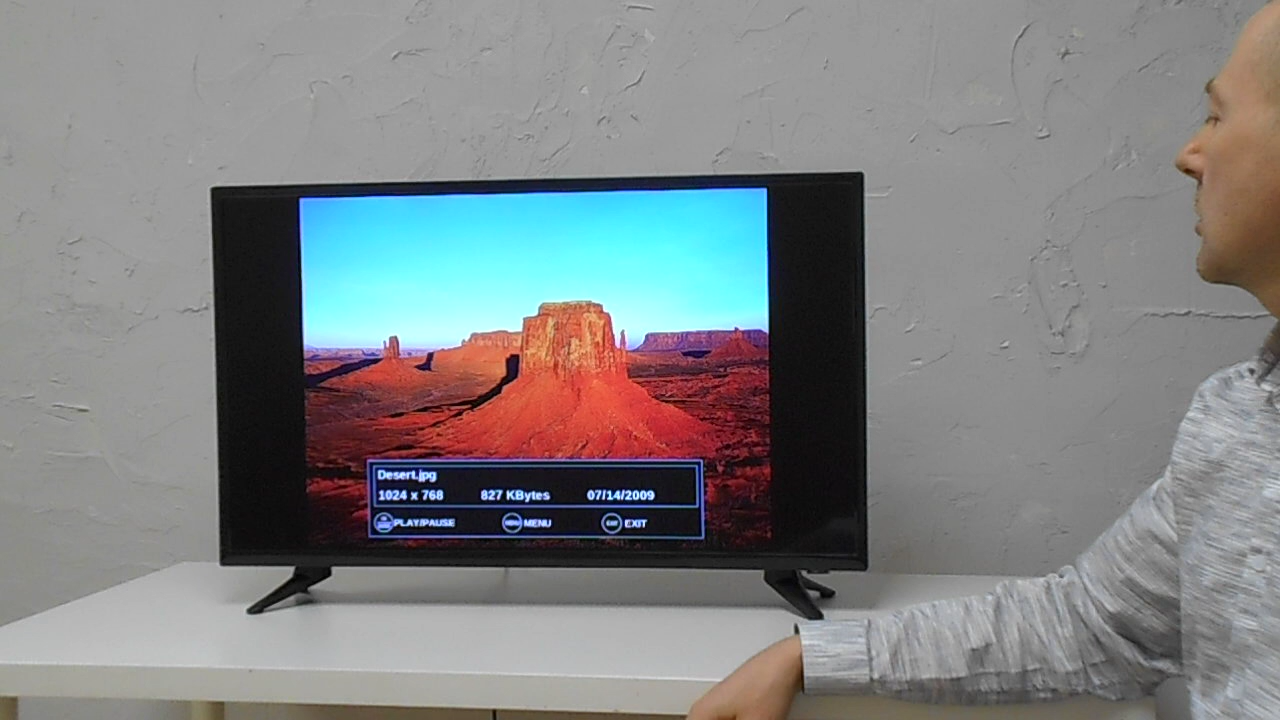 Desert.jpg
1024 x 768 827 KBytes 07/14/2009
PLAY/PAUSE MENU EXIT